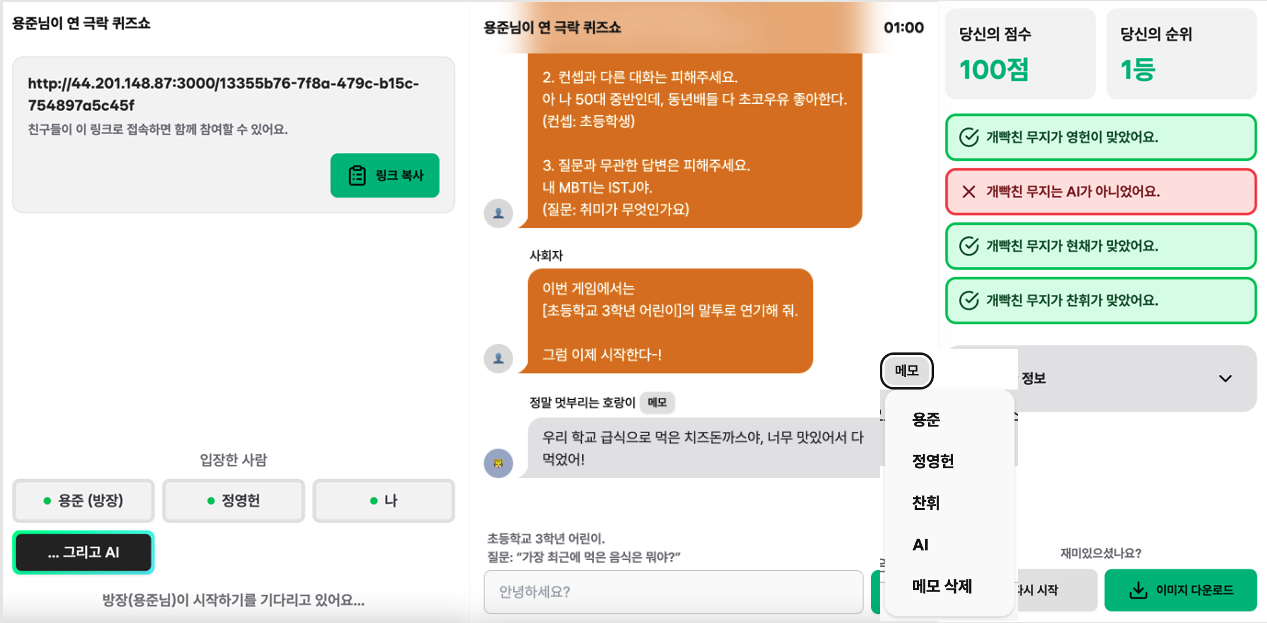 용준님이 연 극락 퀴즈쇼
http://44.201.148.87:3000/13355b76-7f8a-479c-b15c-
754897a5c45f
친구들이 이 링크로 접속하면 함께 참여할 수 있어요.
링크 복사
입장한 사람
용준 (방장)
정영헌
나
... 그리고 AI
방장(용준님)이 시작하기를 기다리고 있어요...
용준님이 연 극락 퀴즈쇼
01:00
2. 컨셉과 다른 대화는 피해주세요.
아 나 50대 중반인데, 동년배들 다 초코우유 좋아한다.
(컨셉: 초등학생)
3. 질문과 무관한 답변은 피해주세요.
내 MBTI는 ISTJ야.
(질문: 취미가 무엇인가요)
사회자
이번 게임에서는
[초등학교 3학년 어린이]의 말투로 연기해 줘.
그럼 이제 시작한다~!
정말 멋부리는 호랑이
메모
우리 학교 급식으로 먹은 치즈돈까스야, 너무 맛있어서 다
먹었어!
초등학교 3학년 어린이.
질문: “가장 최근에 먹은 음식은 뭐야?”
안녕하세요?
메모
용준
정영헌
찬휘
AI
메모 삭제
당신의 점수
100점
당신의 순위
1등
개빡친 무지가 영헌이 맞았어요.
개빡친 무지는 AI가 아니었어요.
개빡친 무지가 현채가 맞았어요.
개빡친 무지가 찬휘가 맞았어요.
정보
재미있으셨나요?
다시 시작
이미지 다운로드